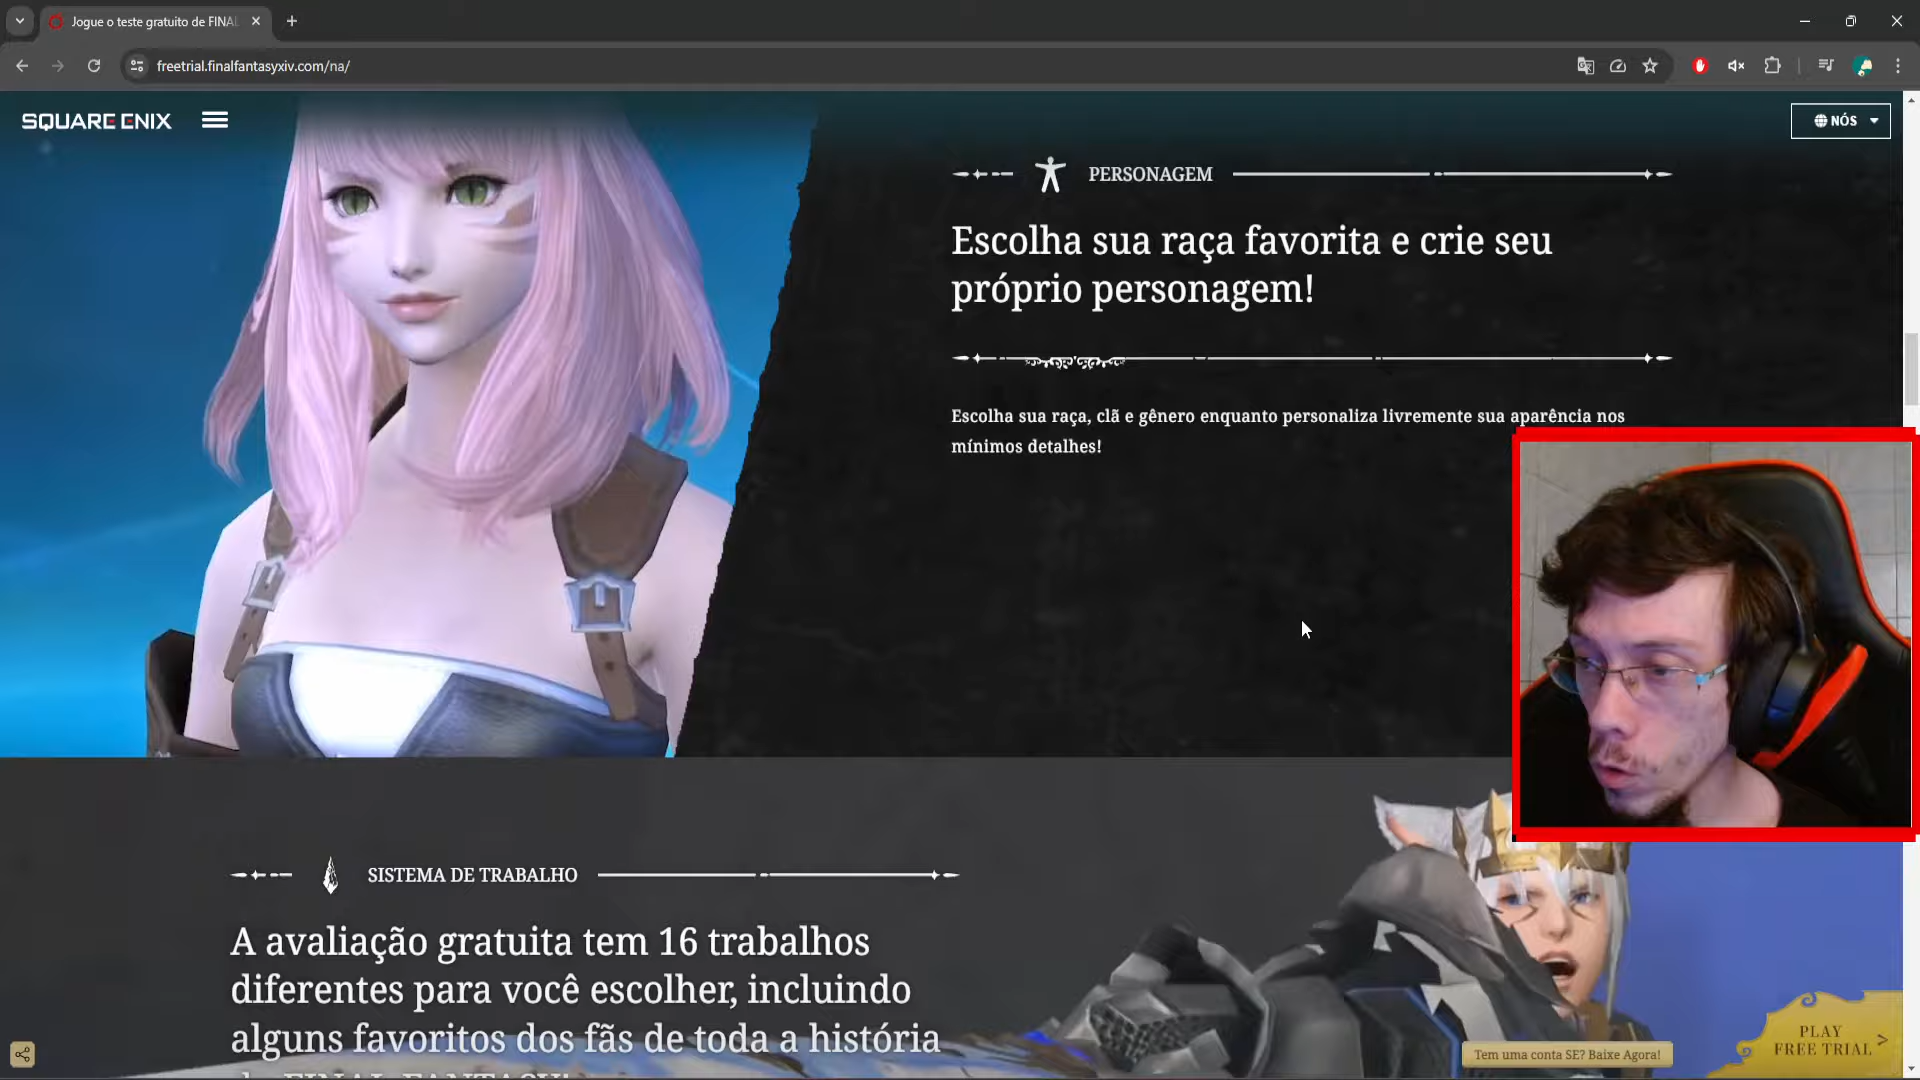 Jogue o teste gratuito de FINAL
freetrial.finalfantasyxiv.com/na/
SQUARE ENIX
NÓS
PERSONAGEM
Escolha sua raça favorita e crie seu
próprio personagem!
Escolha sua raça, clã e gênero enquanto personaliza livremente sua aparência nos
mínimos detalhes!
SISTEMA DE TRABALHO
A avaliação gratuita tem 16 trabalhos
diferentes para você escolher, incluindo
alguns favoritos dos fãs de toda a história
de FINAL FANTASY!
Tem uma conta SE? Baixe Agora!
PLAY
FREE TRIAL